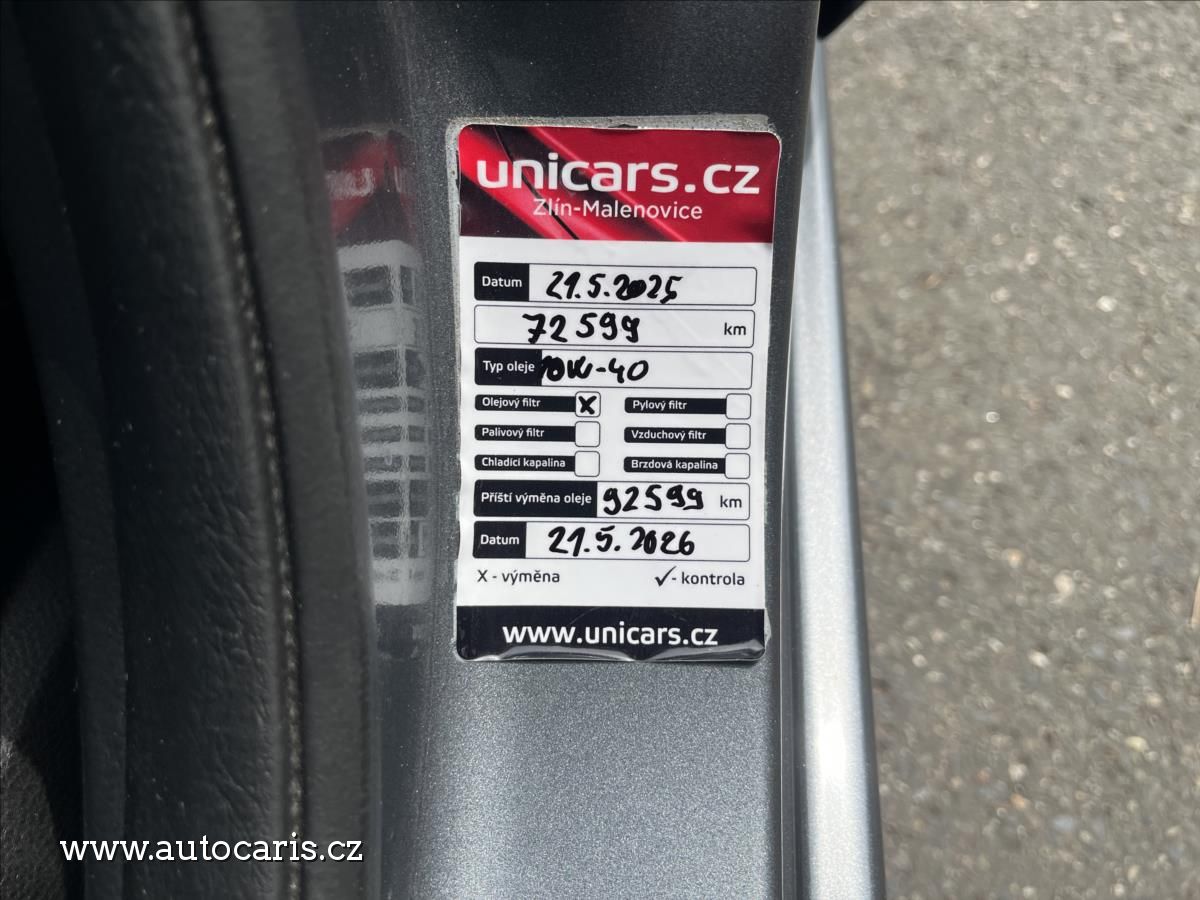 unicars.cz
Zlín-Malenovice
Datum 21.5.2025
72599 km
Typ oleje 10W-40
Olejový filtr X Pylový filtr
Palivový filtr Vzduchový filtr
Chladící kapalina Brzdová kapalina
Příští výměna oleje 92599 km
Datum 21.5.2026
X - výměna ✓- kontrola
www.unicars.cz
www.autocaris.cz